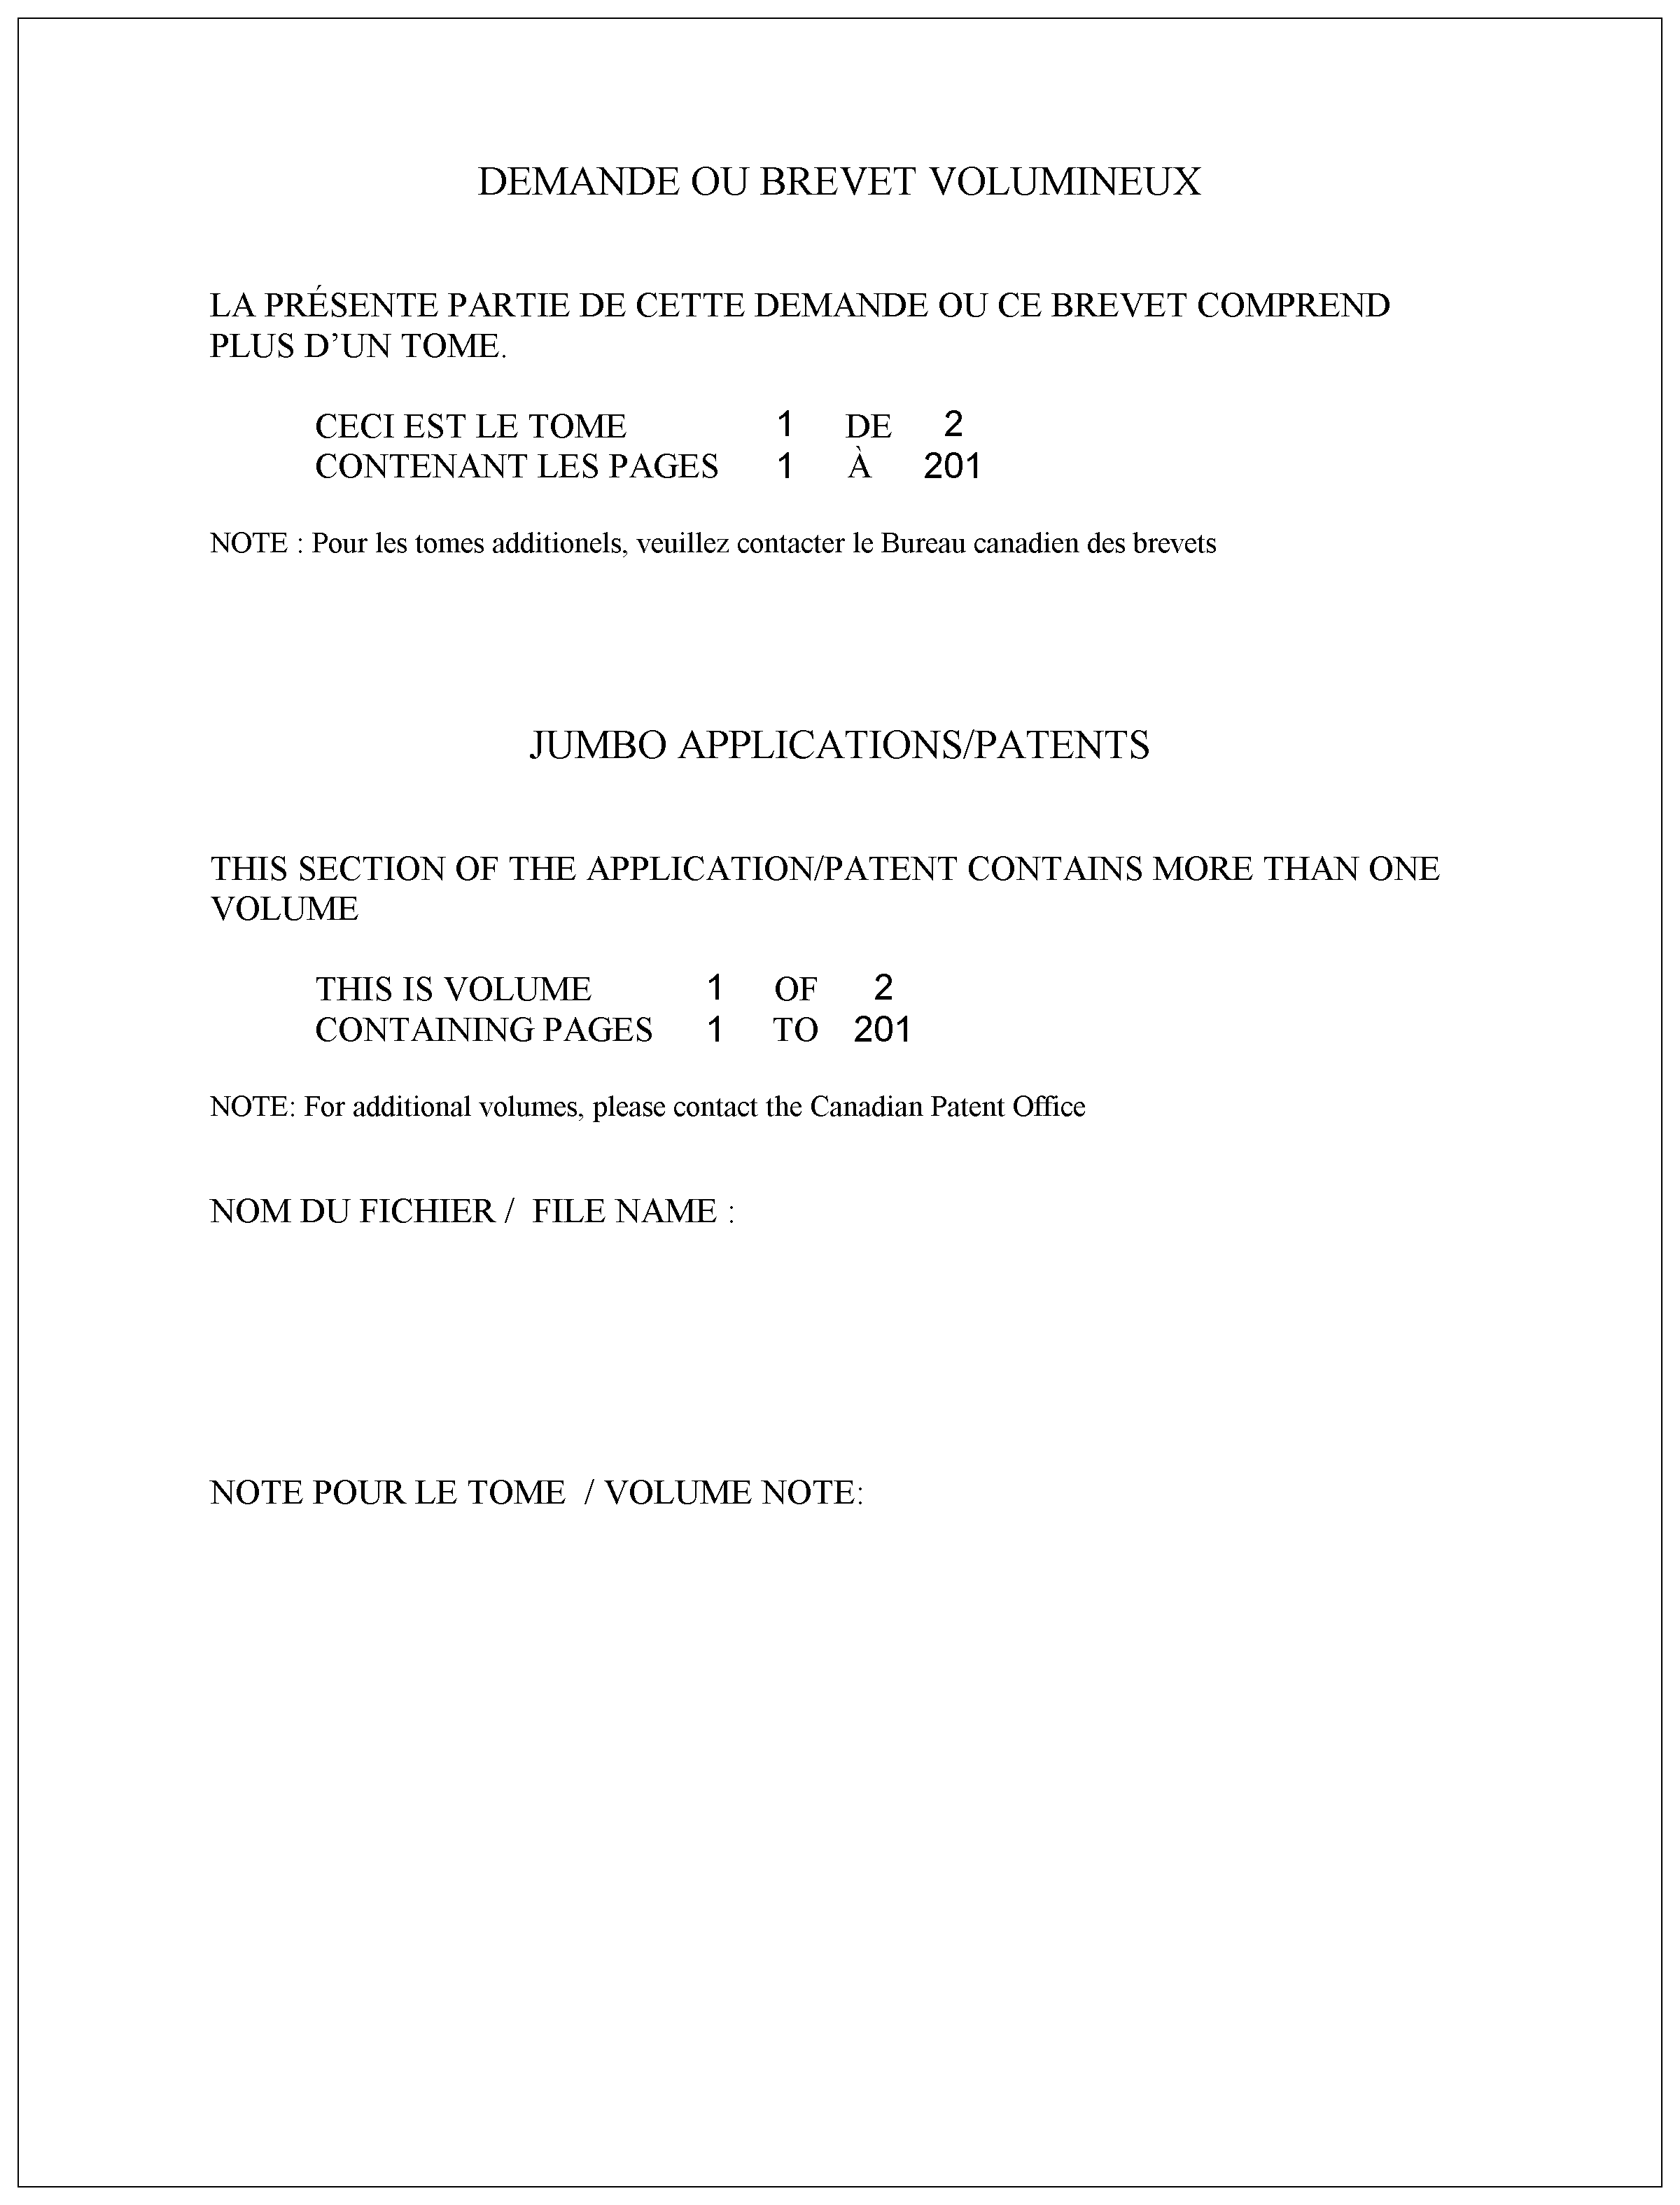 DEMANDE OU BREVET VOLUMINEUX
LA PRÉSENTE PARTIE DE CETTE DEMANDE OU CE BREVET COMPREND
PLUS D’UN TOME.
CECI EST LE TOME 1 DE 2
CONTENANT LES PAGES 1 À 201
NOTE : Pour les tomes additionels, veuillez contacter le Bureau canadien des brevets
JUMBO APPLICATIONS/PATENTS
THIS SECTION OF THE APPLICATION/PATENT CONTAINS MORE THAN ONE
VOLUME
THIS IS VOLUME 1 OF 2
CONTAINING PAGES 1 TO 201
NOTE: For additional volumes, please contact the Canadian Patent Office
NOM DU FICHIER / FILE NAME :
NOTE POUR LE TOME / VOLUME NOTE: